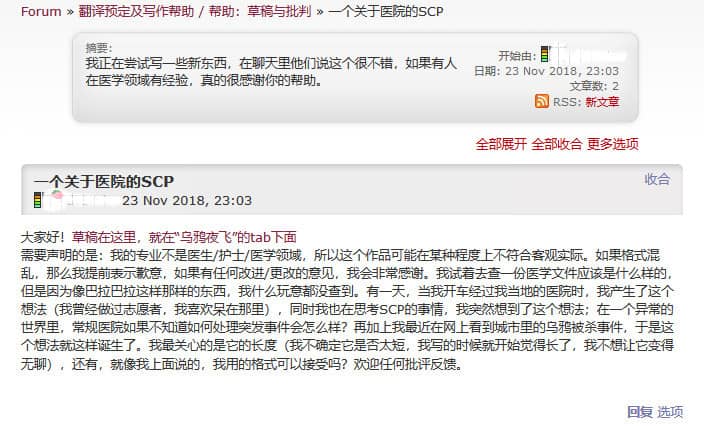 Forum » 翻译预定及写作帮助 / 帮助：草稿与批判 » 一个关于医院的SCP
摘要:
我正在尝试写一些新东西，在聊天里他们说这个很不错，如果有人
在医学领域有经验，真的很感谢你的帮助。
开始由:
日期: 23 Nov 2018, 23:03
文章数: 2
RSS: 新文章
全部展开 全部收合 更多选项
一个关于医院的SCP
收合
23 Nov 2018, 23:03
大家好！草稿在这里，就在“乌鸦夜飞”的tab下面
需要声明的是：我的专业不是医生/护士/医学领域，所以这个作品可能在某种程度上不符合客观实际。如果格式混
乱，那么我提前表示歉意，如果有任何改进/更改的意见，我会非常感谢。我试着去查一份医学文件应该是什么样的，
但是因为像巴拉巴拉这样那样的东西，我什么玩意都没查到。有一天，当我开车经过我当地的医院时，我产生了这个
想法（我曾经做过志愿者，我喜欢呆在那里），同时我也在思考SCP的事情，我突然想到了这个想法；在一个异常的
世界里，常规医院如果不知道如何处理突发事件会怎么样？再加上我最近在网上看到城市里的乌鸦被杀事件，于是这
个想法就这样诞生了。我最关心的是它的长度（我不确定它是否太短，我写的时候就开始觉得长了，我不想让它变得
无聊），还有，就像我上面说的，我用的格式可以接受吗？欢迎任何批评反馈。
回复 选项